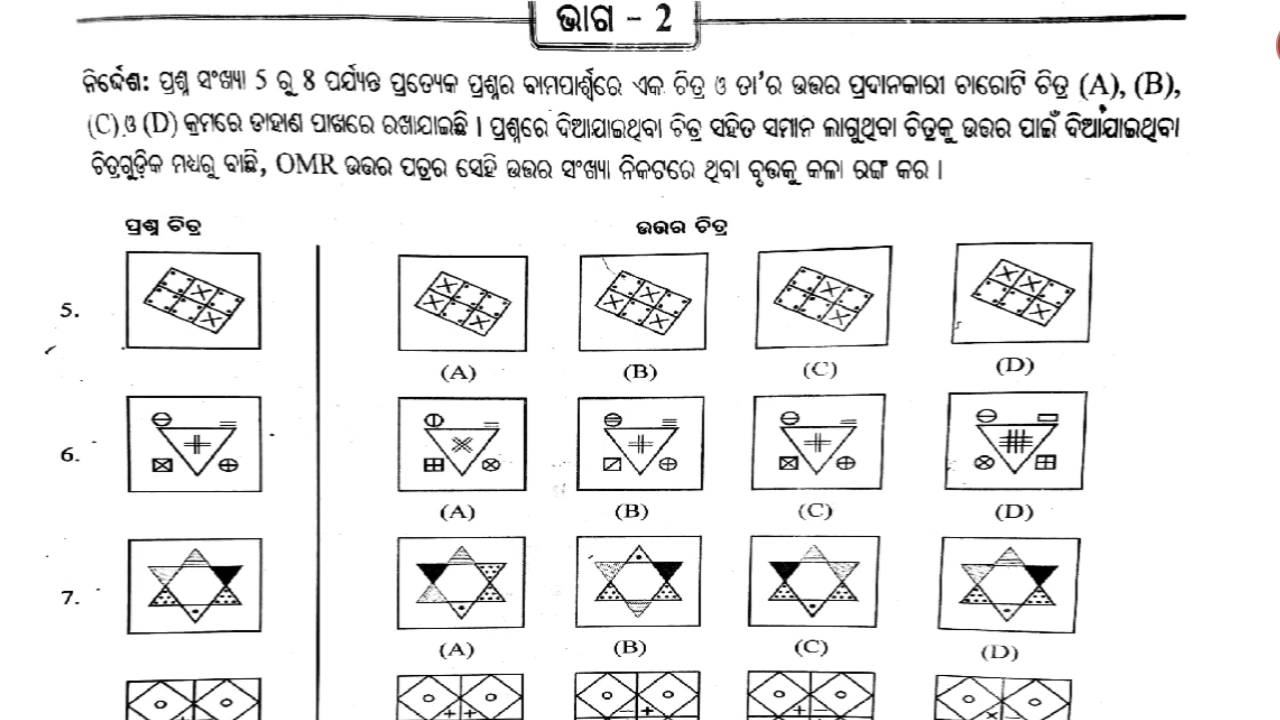 ଭାଗ - 2
ନିର୍ଦ୍ଦେଶ: ପ୍ରଶ୍ନ ସଂଖ୍ୟା 5 ରୁ 8 ପର୍ଯ୍ୟନ୍ତ ପ୍ରତ୍ୟେକ ପ୍ରଶ୍ନର ବାମପାର୍ଶ୍ୱରେ ଏକ ଚିତ୍ର ଓ ତା'ର ଉତ୍ତର ପ୍ରଦାନକାରୀ ଚାରୋଟି ଚିତ୍ର (A), (B),
(C) ଓ (D) କ୍ରମରେ ଡାହାଣ ପାଖରେ ରଖାଯାଇଛି । ପ୍ରଶ୍ନରେ ଦିଆଯାଇଥିବା ଚିତ୍ର ସହିତ ସମାନ ଲାଗୁଥିବା ଚିତ୍ରକୁ ଉତ୍ତର ପାଇଁ ଦିଆଯାଇଥିବା
ଚିତ୍ରଗୁଡ଼ିକ ମଧ୍ୟରୁ ବାଛି, OMR ଉତ୍ତର ପତ୍ରର ସେହି ଉତ୍ତର ସଂଖ୍ୟା ନିକଟରେ ଥିବା ବୃତ୍ତକୁ କଳା ରଙ୍ଗ କର ।
ପ୍ରଶ୍ନ ଚିତ୍ର ଉତ୍ତର ଚିତ୍ର
5.
(A) (B) (C) (D)
6.
(A) (B) (C) (D)
7.
(A) (B) (C) (D)